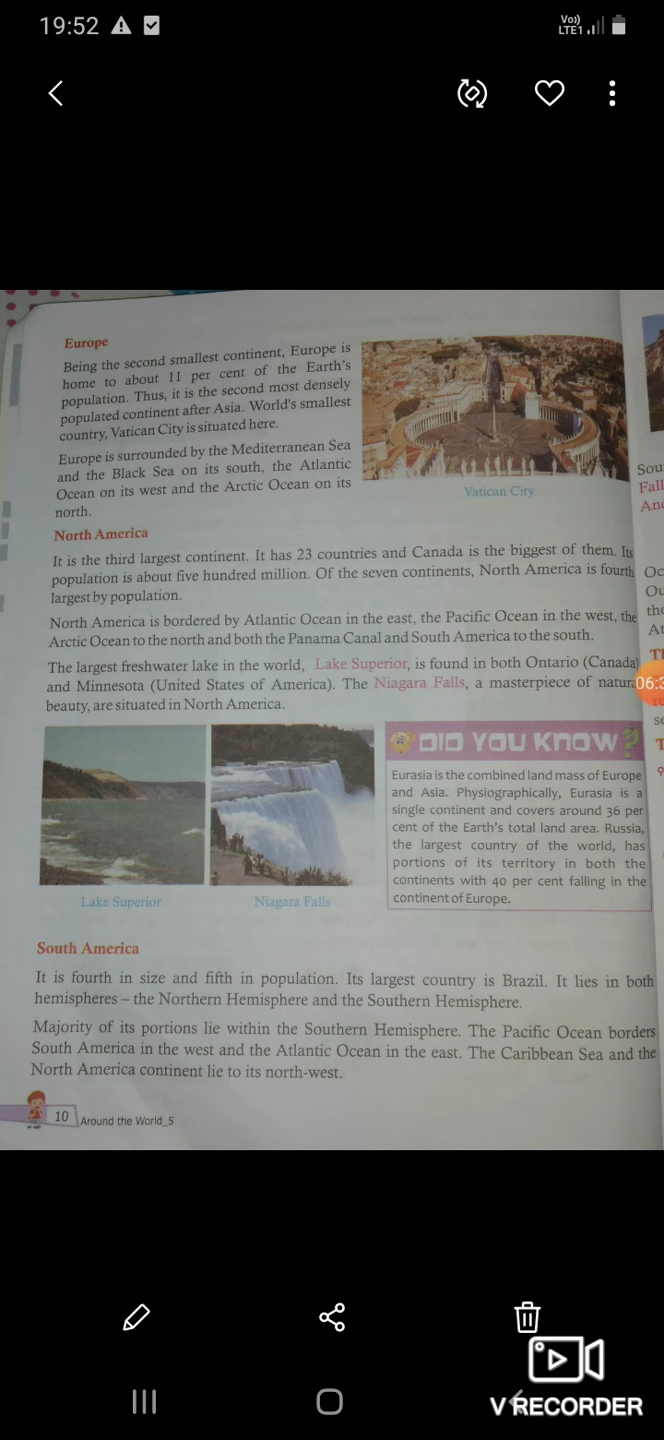 19:52
Vo)) LTE1
Europe
Being the second smallest continent, Europe is
home to about 11 per cent of the Earth's
population. Thus, it is the second most densely
populated continent after Asia. World's smallest
country, Vatican City is situated here.
Europe is surrounded by the Mediterranean Sea
and the Black Sea on its south, the Atlantic
Ocean on its west and the Arctic Ocean on its
north.
Vatican City
North America
It is the third largest continent. It has 23 countries and Canada is the biggest of them. Its
population is about five hundred million. Of the seven continents, North America is fourth
largest by population.
North America is bordered by Atlantic Ocean in the east, the Pacific Ocean in the west, the
Arctic Ocean to the north and both the Panama Canal and South America to the south.
The largest freshwater lake in the world, Lake Superior, is found in both Ontario (Canada)
and Minnesota (United States of America). The Niagara Falls, a masterpiece of natura
beauty, are situated in North America.
Lake Superior
Niagara Falls
DID YOU KNOW?
Eurasia is the combined land mass of Europe
and Asia. Physiographically, Eurasia is a
single continent and covers around 36 per
cent of the Earth's total land area. Russia,
the largest country of the world, has
portions of its territory in both the
continents with 40 per cent falling in the
continent of Europe.
South America
It is fourth in size and fifth in population. Its largest country is Brazil. It lies in both
hemispheres – the Northern Hemisphere and the Southern Hemisphere.
Majority of its portions lie within the Southern Hemisphere. The Pacific Ocean borders
South America in the west and the Atlantic Ocean in the east. The Caribbean Sea and the
North America continent lie to its north-west.
10 Around the World_5
Sou
Fall
And
Oc
Ou
the
At
06:3
V RECORDER